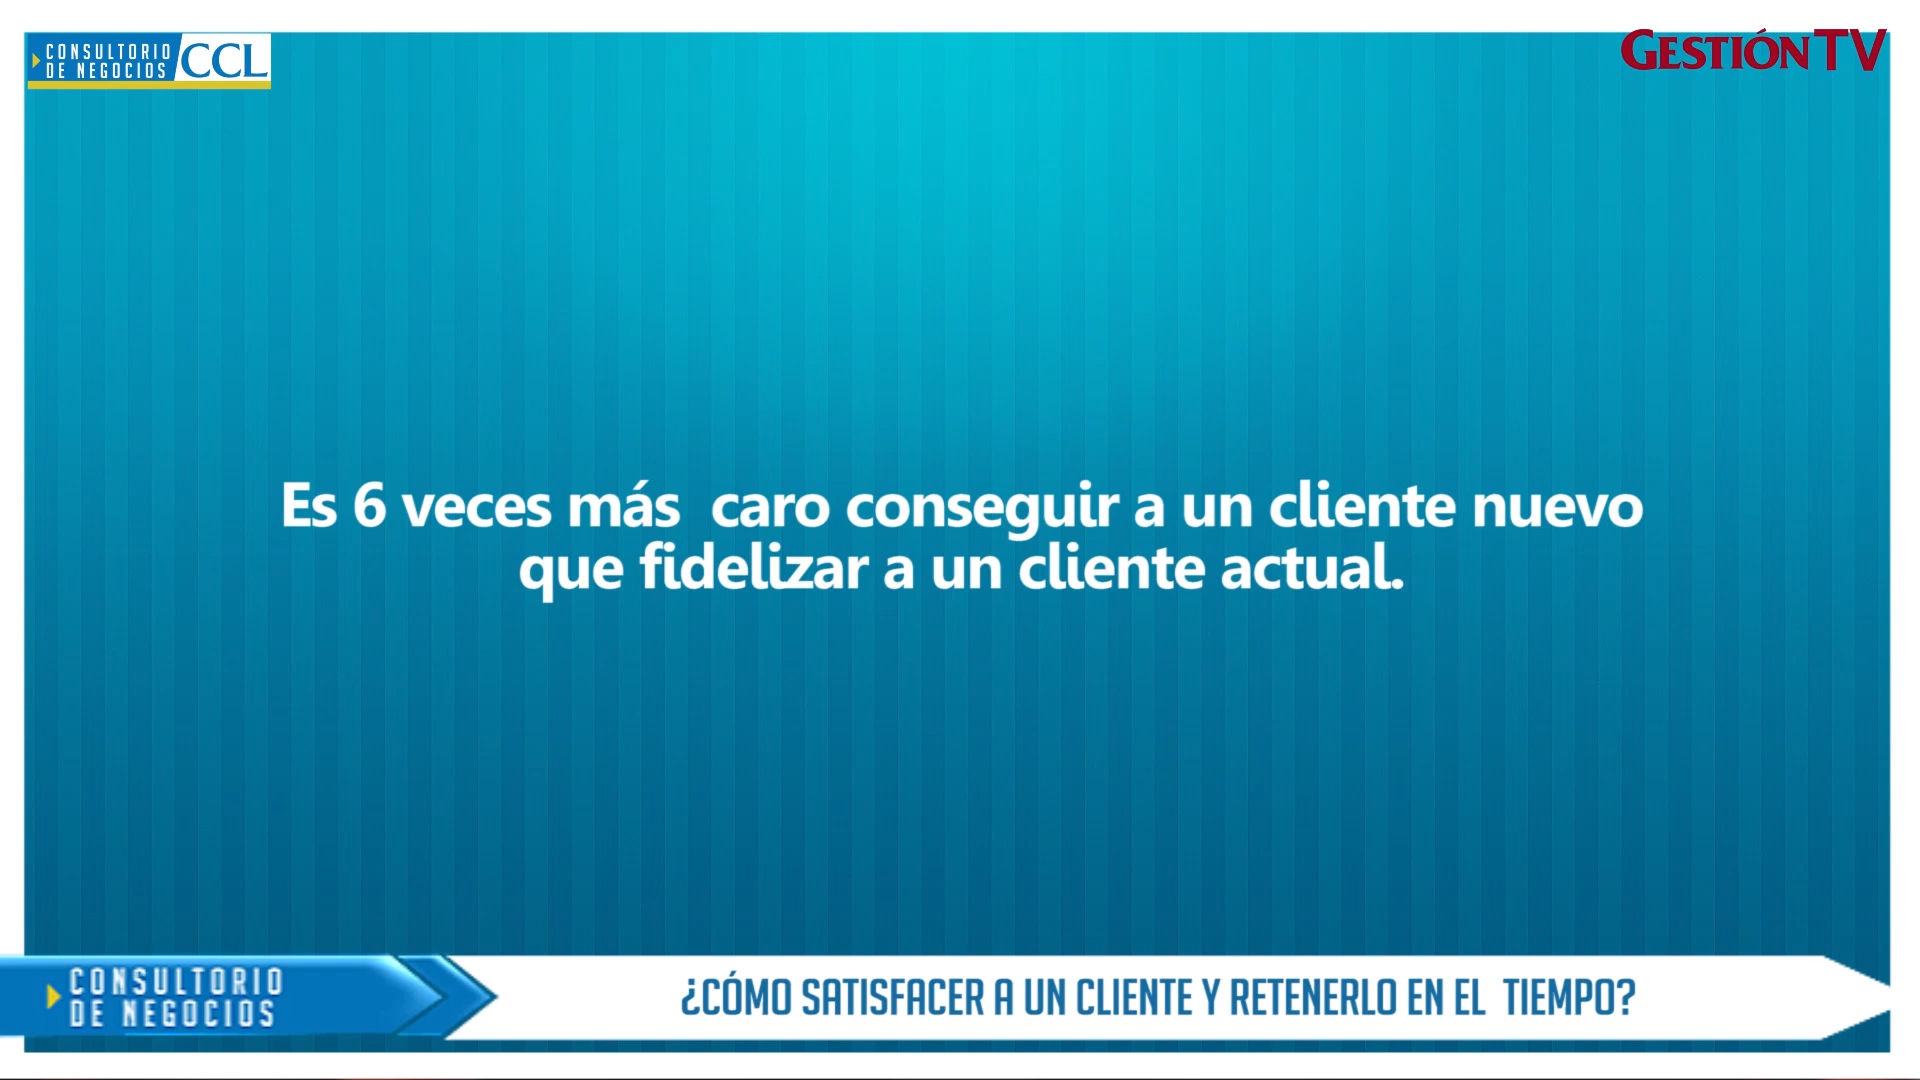 CONSULTORIO
DE NEGOCIOS
CCL
GESTIÓN TV
Es 6 veces más  caro conseguir a un cliente nuevo
que fidelizar a un cliente actual.
CONSULTORIO
DE NEGOCIOS
¿CÓMO SATISFACER A UN CLIENTE Y RETENERLO EN EL  TIEMPO?